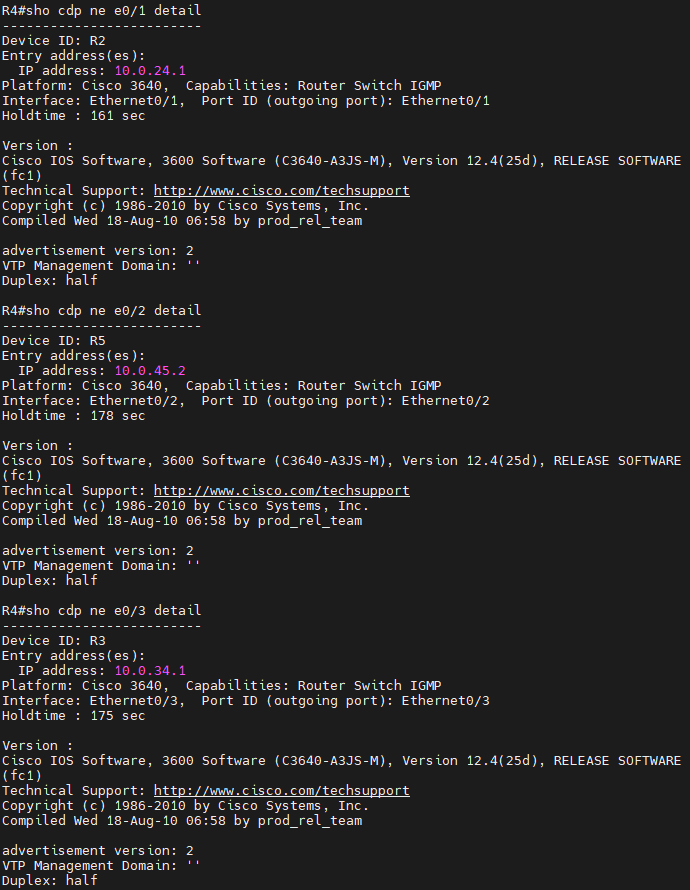 R4#sho cdp ne e0/1 detail
-------------------------
Device ID: R2
Entry address(es):
  IP address: 10.0.24.1
Platform: Cisco 3640,  Capabilities: Router Switch IGMP
Interface: Ethernet0/1,  Port ID (outgoing port): Ethernet0/1
Holdtime : 161 sec

Version :
Cisco IOS Software, 3600 Software (C3640-A3JS-M), Version 12.4(25d), RELEASE SOFTWARE
(fc1)
Technical Support: http://www.cisco.com/techsupport
Copyright (c) 1986-2010 by Cisco Systems, Inc.
Compiled Wed 18-Aug-10 06:58 by prod_rel_team

advertisement version: 2
VTP Management Domain: ''
Duplex: half

R4#sho cdp ne e0/2 detail
-------------------------
Device ID: R5
Entry address(es):
  IP address: 10.0.45.2
Platform: Cisco 3640,  Capabilities: Router Switch IGMP
Interface: Ethernet0/2,  Port ID (outgoing port): Ethernet0/2
Holdtime : 178 sec

Version :
Cisco IOS Software, 3600 Software (C3640-A3JS-M), Version 12.4(25d), RELEASE SOFTWARE
(fc1)
Technical Support: http://www.cisco.com/techsupport
Copyright (c) 1986-2010 by Cisco Systems, Inc.
Compiled Wed 18-Aug-10 06:58 by prod_rel_team

advertisement version: 2
VTP Management Domain: ''
Duplex: half

R4#sho cdp ne e0/3 detail
-------------------------
Device ID: R3
Entry address(es):
  IP address: 10.0.34.1
Platform: Cisco 3640,  Capabilities: Router Switch IGMP
Interface: Ethernet0/3,  Port ID (outgoing port): Ethernet0/3
Holdtime : 175 sec

Version :
Cisco IOS Software, 3600 Software (C3640-A3JS-M), Version 12.4(25d), RELEASE SOFTWARE
(fc1)
Technical Support: http://www.cisco.com/techsupport
Copyright (c) 1986-2010 by Cisco Systems, Inc.
Compiled Wed 18-Aug-10 06:58 by prod_rel_team

advertisement version: 2
VTP Management Domain: ''
Duplex: half